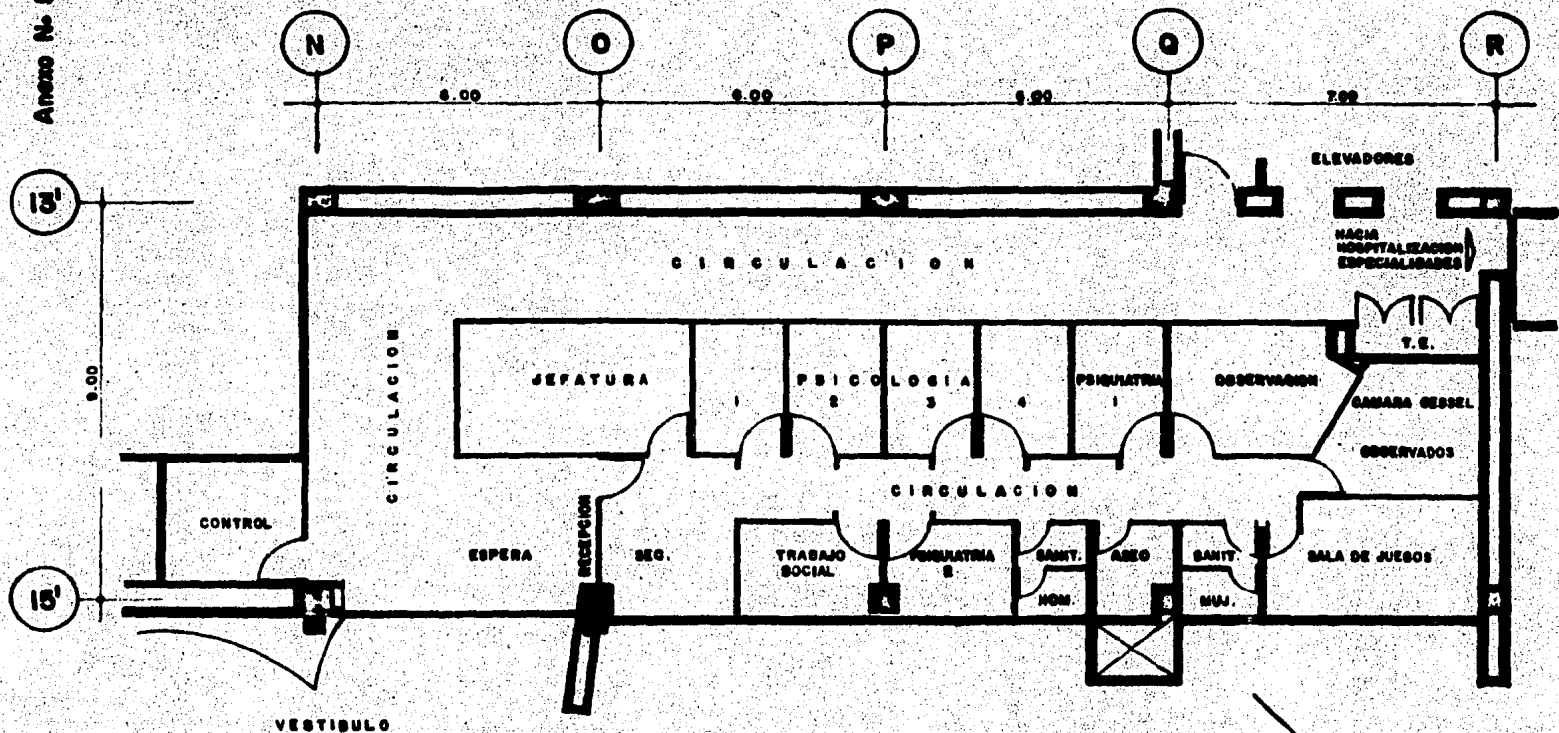 Anexo No
N O P Q R
6.00 6.00 6.00 7.00
ELEVADORES
13'
HACIA
HOSPITALIZACION
ESPECIALIDADES
CIRCULACION
CIRCULACION
9.00
T.E.
JEFATURA
PSICOLOGIA
1 2 3 4
PSIQUIATRIA
1
OBSERVACION
CAMARA GESSEL
OBSERVADOS
CIRCULACION
CONTROL
ESPERA
RECEPCION
SEC.
TRABAJO
SOCIAL
PSIQUIATRIA
2
SANIT.
HOM.
ASEO
SANIT.
MUJ.
SALA DE JUEGOS
15'
VESTIBULO